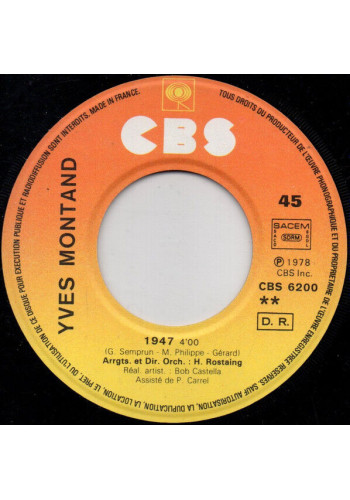 CBS
YVES MONTAND
45
SACEM
SDRM
℗ 1978
CBS Inc.
CBS 6200
**
D. R.
1947 4'00
(G. Semprun - M. Philippe - Gérard)
Arrgts. et Dir. Orch. : H. Rostaing
Réal. artist. : Bob Castella
Assisté de P. Carrel
TOUS DROITS DU PRODUCTEUR DE L'ŒUVRE PHONOGRAPHIQUE ET DU PROPRIETAIRE DE L'ŒUVRE ENREGISTREE RESERVES. SAUF AUTORISATION, LA DUPLICATION, LA LOCATION, LE PRET, OU L'UTILISATION DE CE DISQUE POUR EXECUTION PUBLIQUE ET RADIODIFFUSION SONT INTERDITS. MADE IN FRANCE.